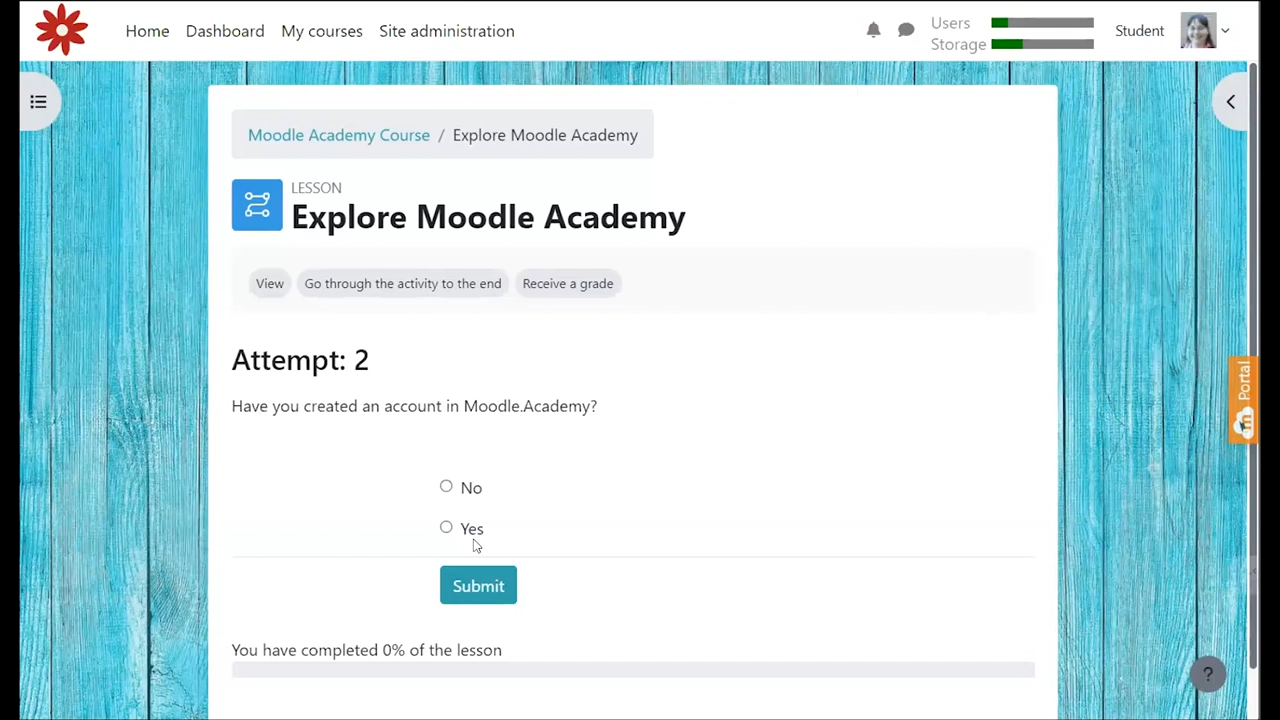 Home Dashboard My courses Site administration
Users
Storage
Student
Moodle Academy Course / Explore Moodle Academy
LESSON
Explore Moodle Academy
View Go through the activity to the end Receive a grade
Attempt: 2
Have you created an account in Moodle.Academy?
No
Yes
Submit
You have completed 0% of the lesson
Portal
?